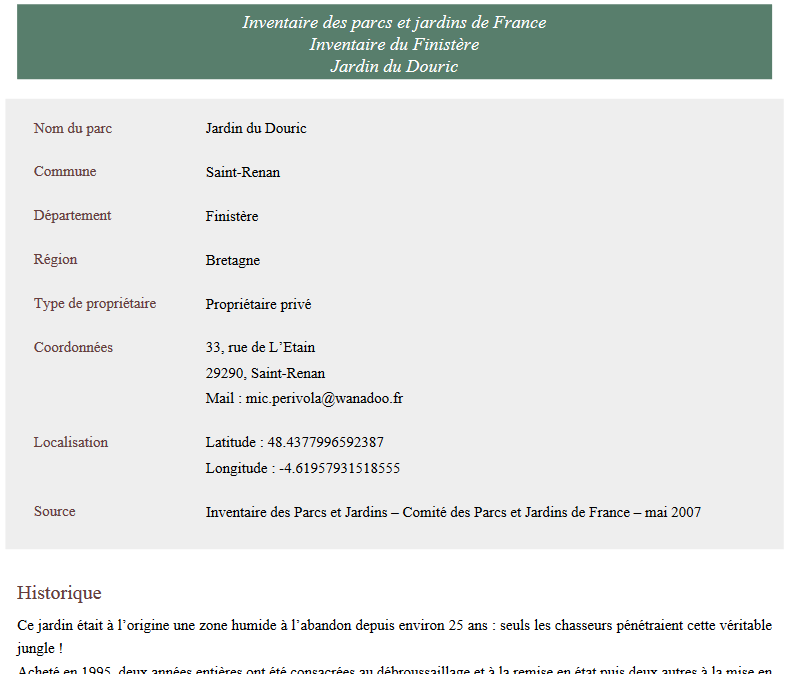 Inventaire des parcs et jardins de France
Inventaire du Finistère
Jardin du Douric
Nom du parc Jardin du Douric
Commune Saint-Renan
Département Finistère
Région Bretagne
Type de propriétaire Propriétaire privé
Coordonnées 33, rue de L’Etain
29290, Saint-Renan
Mail : mic.perivola@wanadoo.fr
Localisation Latitude : 48.4377996592387
Longitude : -4.61957931518555
Source Inventaire des Parcs et Jardins – Comité des Parcs et Jardins de France – mai 2007
Historique
Ce jardin était à l’origine une zone humide à l’abandon depuis environ 25 ans : seuls les chasseurs pénétraient cette véritable
jungle !
Acheté en 1995, deux années entières ont été consacrées au débroussaillage et à la remise en état puis deux autres à la mise en